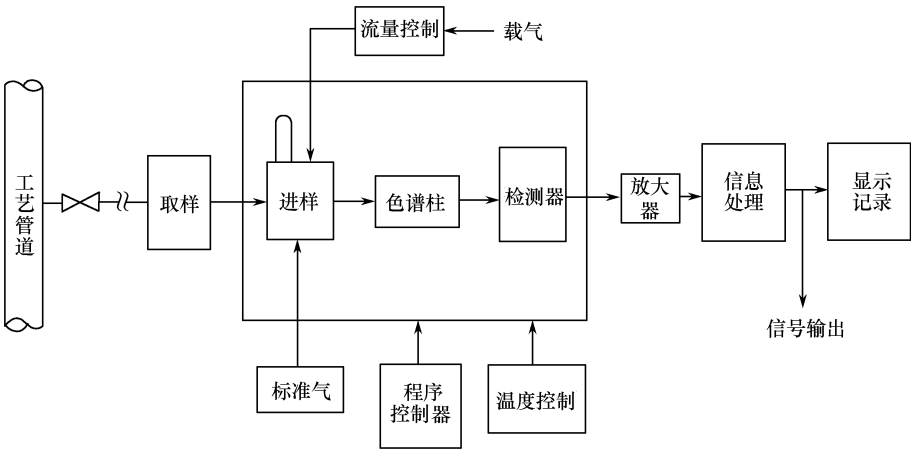 流量控制
载气
工艺管道
取样
进样
色谱柱
检测器
放大
器
信息
处理
显示
记录
信号输出
标准气
程序
控制器
温度控制